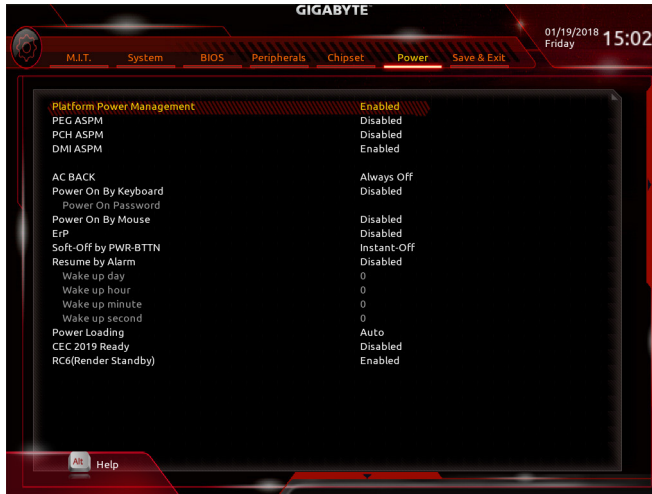 GIGABYTE™
01/19/2018 15:02
Friday
M.I.T. System BIOS Peripherals Chipset Power Save & Exit
Platform Power Management Enabled
PEG ASPM Disabled
PCH ASPM Disabled
DMI ASPM Enabled
AC BACK Always Off
Power On By Keyboard Disabled
Power On Password
Power On By Mouse Disabled
ErP Disabled
Soft-Off by PWR-BTTN Instant-Off
Resume by Alarm Disabled
Wake up day 0
Wake up hour 0
Wake up minute 0
Wake up second 0
Power Loading Auto
CEC 2019 Ready Disabled
RC6(Render Standby) Enabled
Alt Help